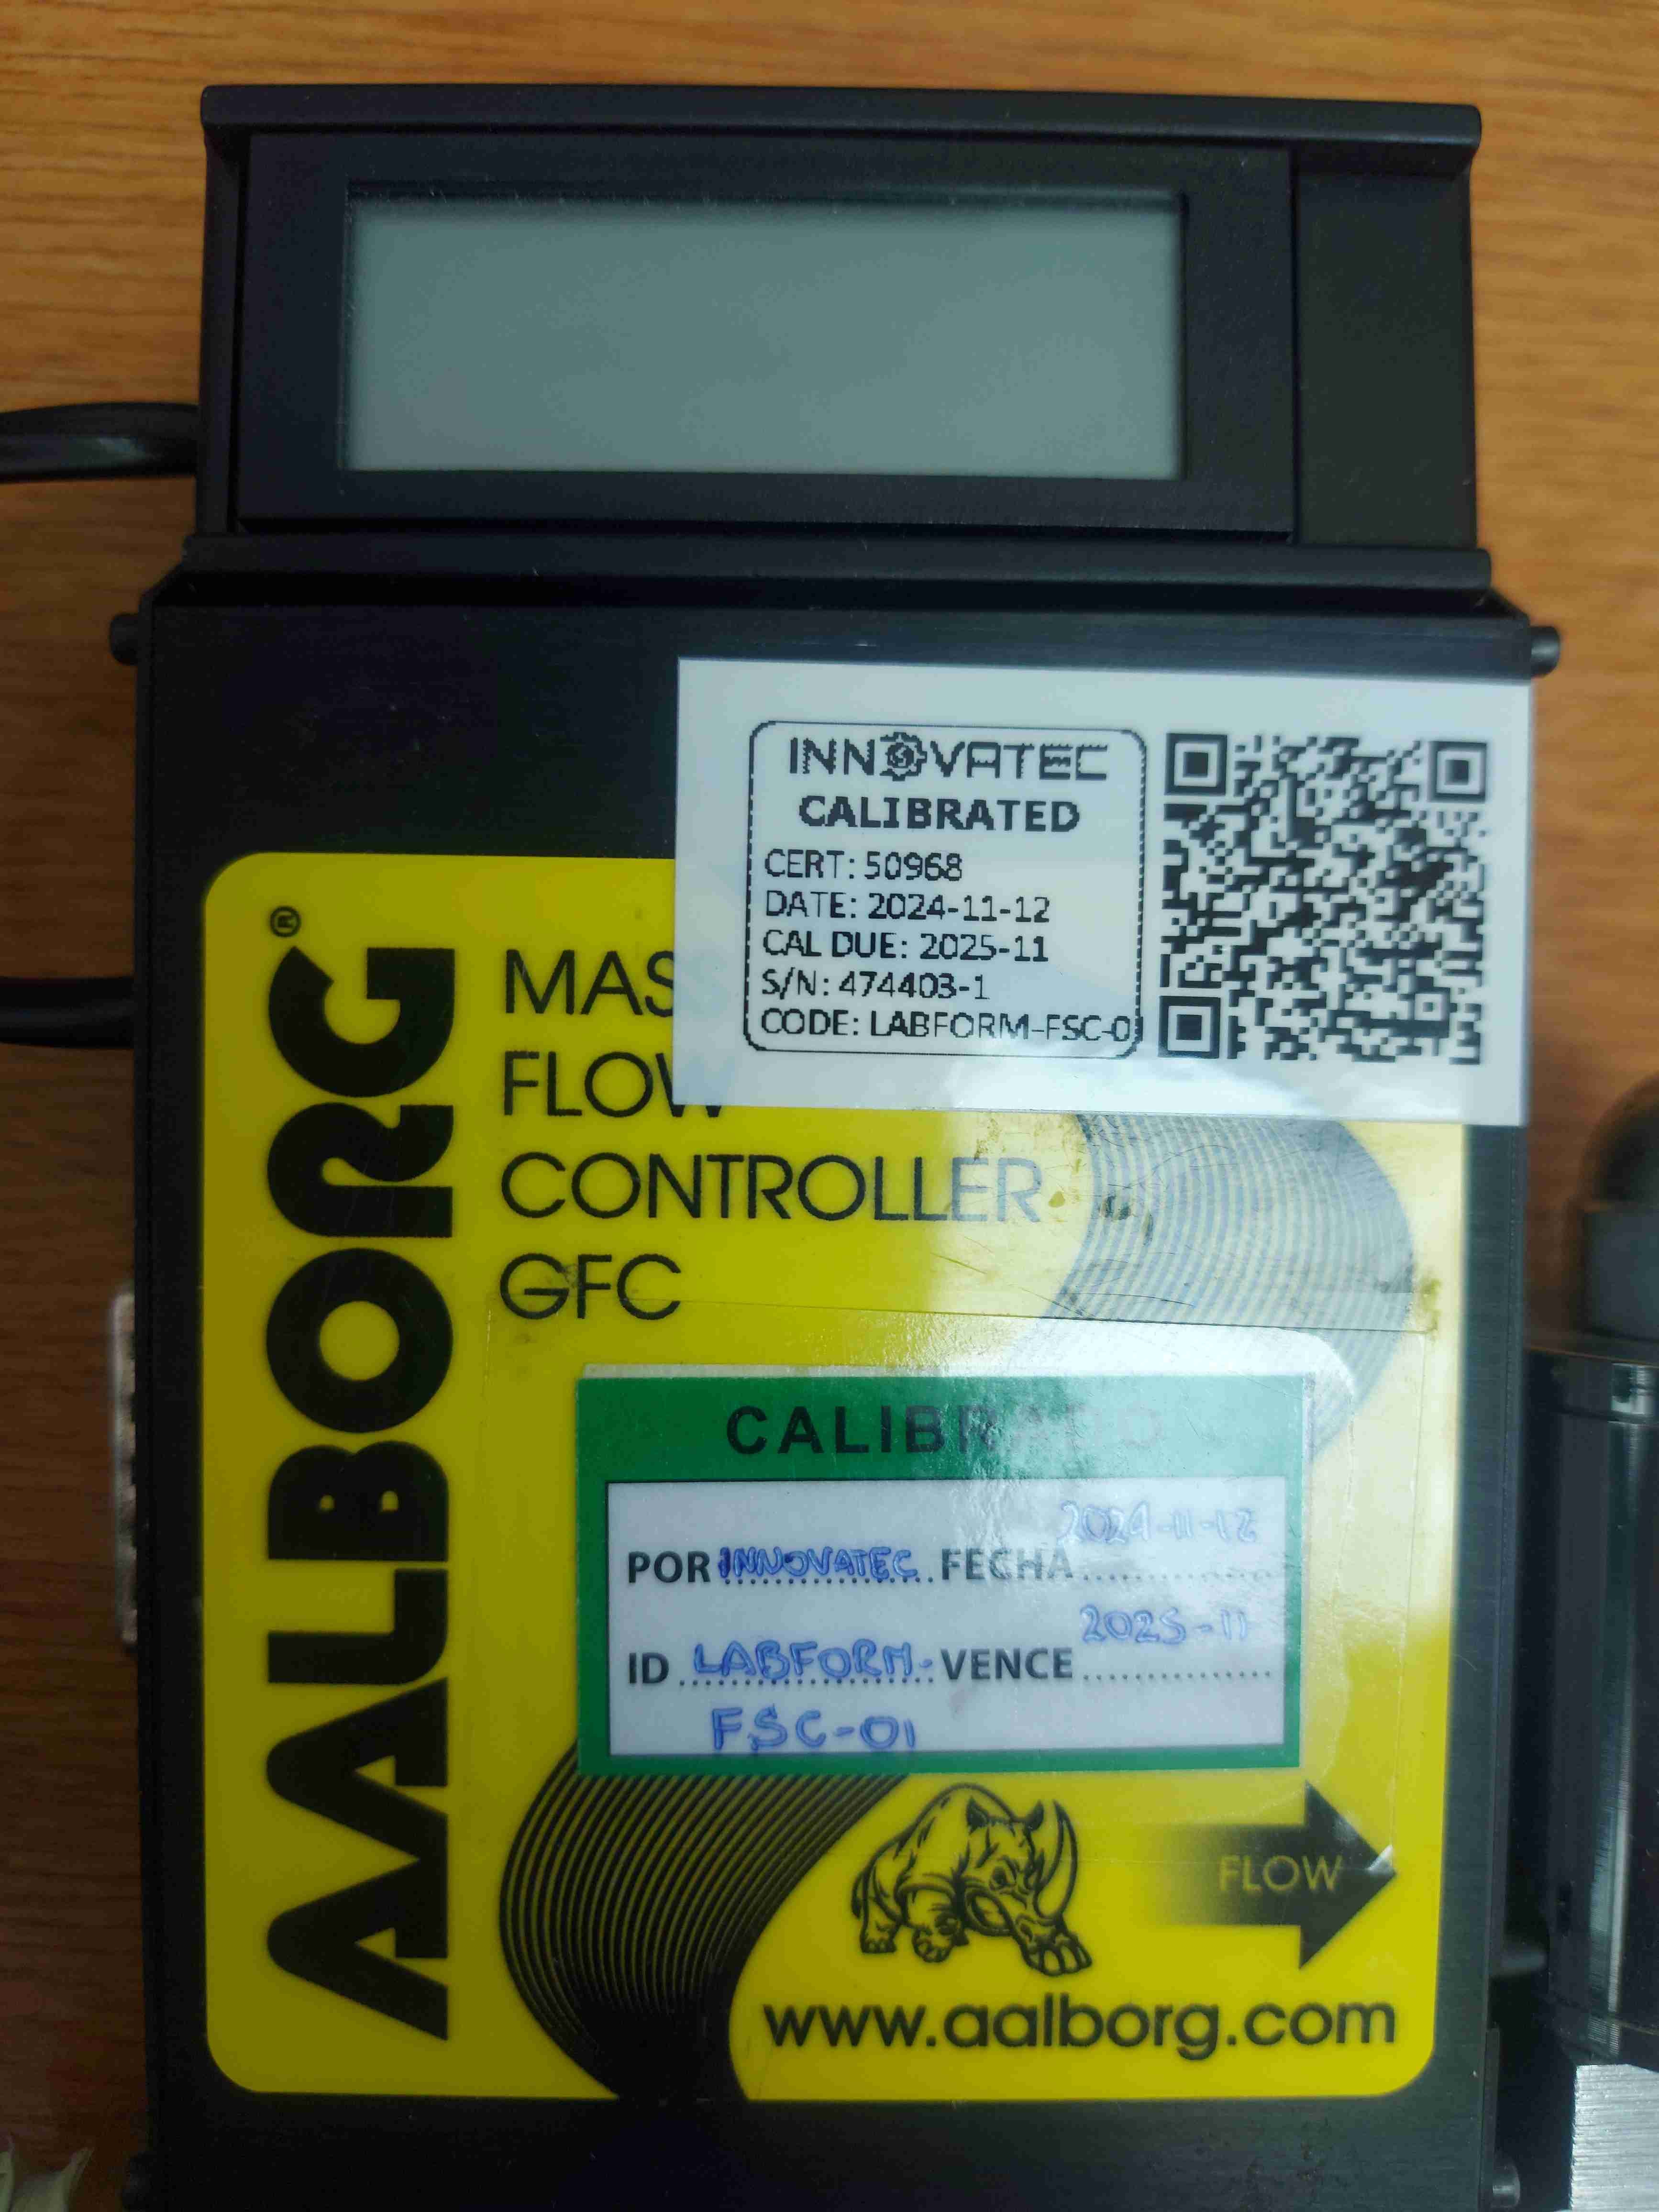 INNOVATEC
CALIBRATED
CERT: 50968
DATE: 2024-11-12
CAL DUE: 2025-11
S/N: 474403-1
CODE: LABFORM-FSC-01
AALBORG®
MAS
FLOW
CONTROLLER
GFC
CALIBRADO
POR INNOVATEC FECHA 2024-11-12
ID LABFORM- VENCE 2025-11
FSC-01
FLOW
www.aalborg.com